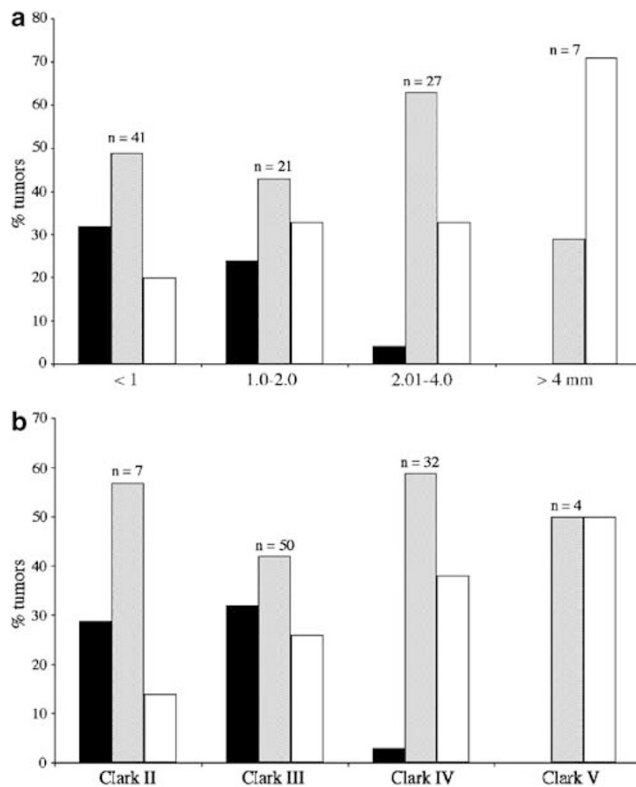 a
80
70
60
50
40
30
20
10
0
% tumors
n = 41
n = 21
n = 27
n = 7
< 1
1.0-2.0
2.01-4.0
> 4 mm
b
70
60
50
40
30
20
10
0
% tumors
n = 7
n = 50
n = 32
n = 4
Clark II
Clark III
Clark IV
Clark V